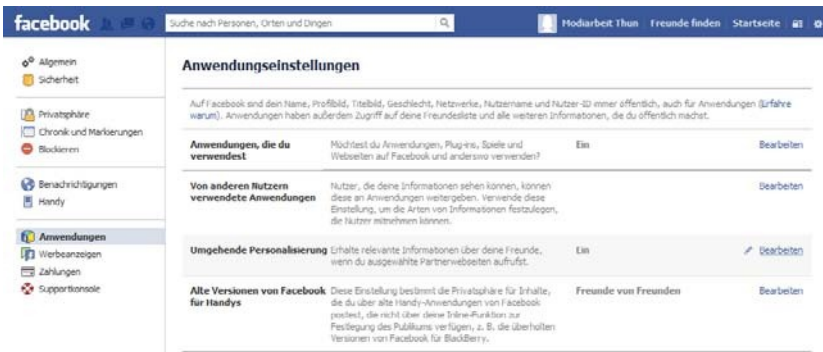 facebook
Suche nach Personen, Orten und Dingen
Modiarbeit Thun Freunde finden Startseite
Allgemein
Sicherheit
Privatsphäre
Chronik und Markierungen
Blockieren
Benachrichtigungen
Handy
Anwendungen
Werbeanzeigen
Zahlungen
Supportkonsole
Anwendungseinstellungen
Auf Facebook sind dein Name, Profilbild, Titelbild, Geschlecht, Netzwerke, Nutzername und Nutzer-ID immer öffentlich, auch für Anwendungen (Erfahre
warum). Anwendungen haben außerdem Zugriff auf deine Freundesliste und alle weiteren Informationen, die du öffentlich machst.
Anwendungen, die du
verwendest
Möchtest du Anwendungen, Plug-ins, Spiele und
Webseiten auf Facebook und anderswo verwenden?
Ein
Bearbeiten
Von anderen Nutzern
verwendete Anwendungen
Nutzer, die deine Informationen sehen können, können
diese an Anwendungen weitergeben. Verwende diese
Einstellung, um die Arten von Informationen festzulegen,
die Nutzer mitnehmen können.
Bearbeiten
Umgehende Personalisierung
Erhalte relevante Informationen über deine Freunde,
wenn du ausgewählte Partnerwebseiten aufrufst.
Ein
Bearbeiten
Alte Versionen von Facebook
für Handys
Diese Einstellung bestimmt die Privatsphäre für Inhalte,
die du über alte Handy-Anwendungen von Facebook
postest, die nicht über deine Inline-Funktion zur
Festlegung des Publikums verfügen, z. B. die überholten
Versionen von Facebook für BlackBerry.
Freunde von Freunden
Bearbeiten